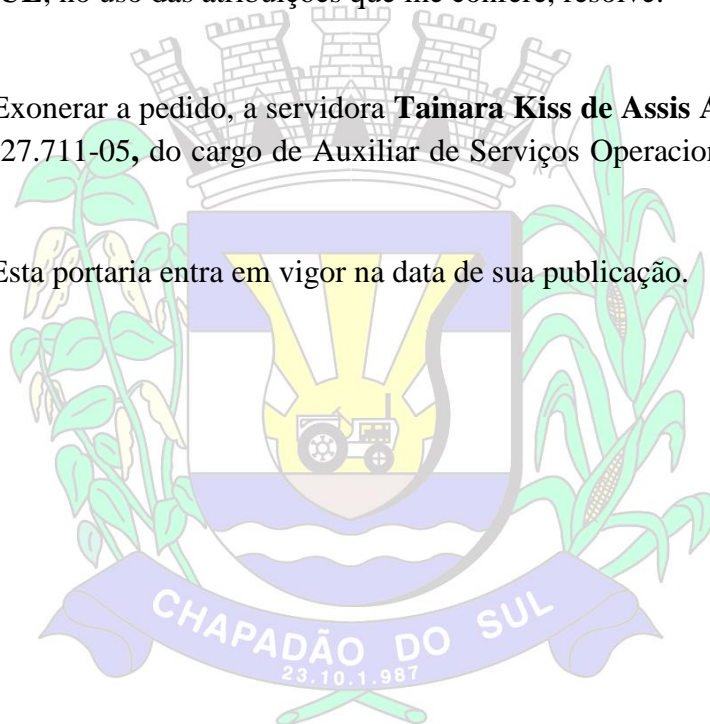 no uso das atribuições que lhe confere, resolve:
Exonerar a pedido, a servidora Tainara Kiss de Assis
27.711-05, do cargo de Auxiliar de Serviços
Esta portaria entra em vigor na data de sua publicação.
CHAPADÃO DO SUL
23.10.1.987